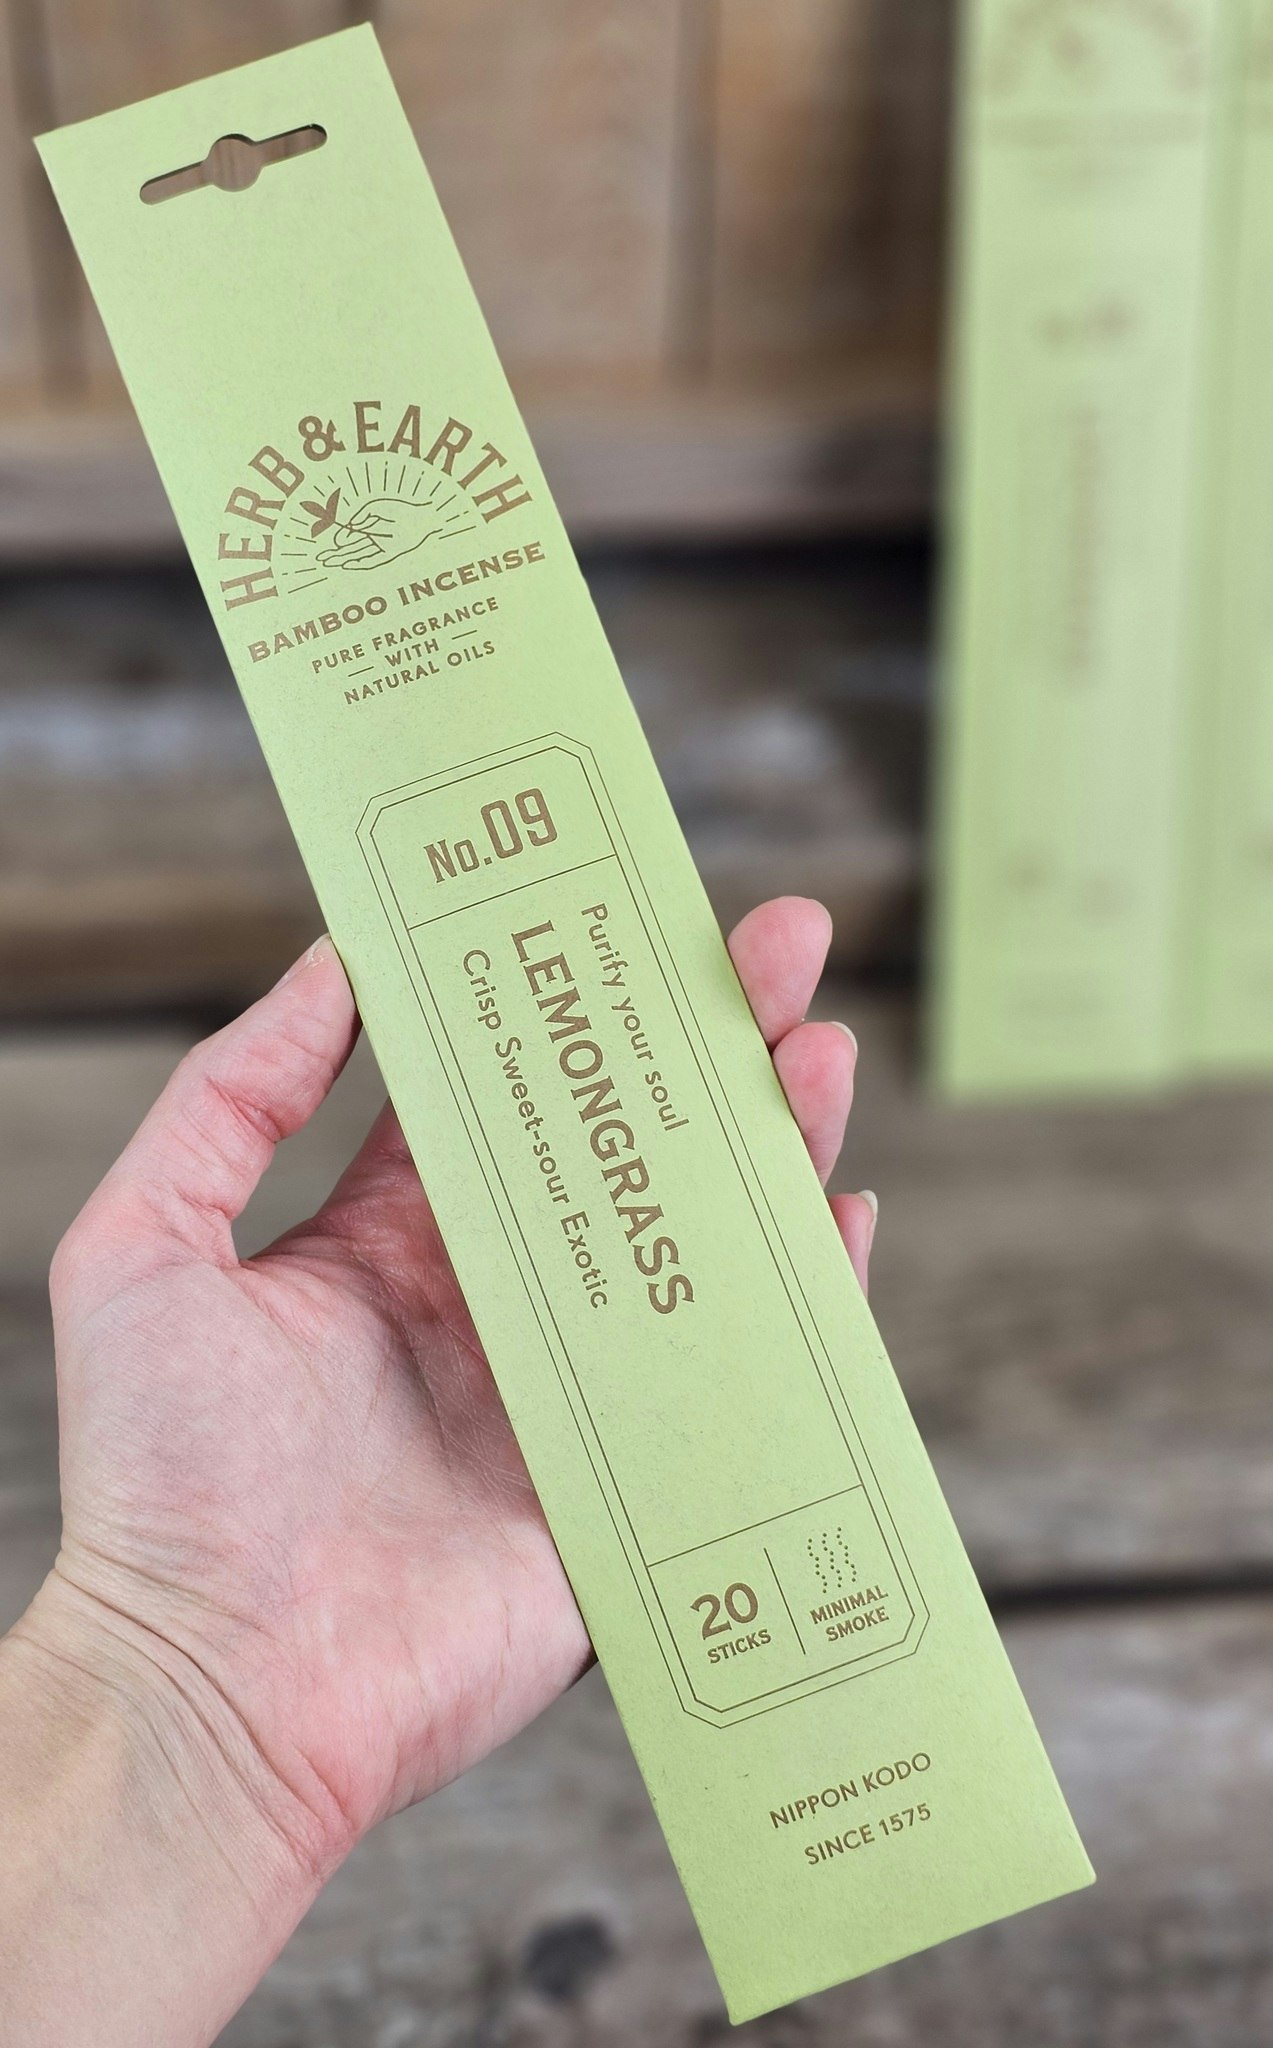 HERB & EARTH
BAMBOO INCENSE
PURE FRAGRANCE
WITH
NATURAL OILS
No.09
Purify your soul
LEMONGRASS
Crisp Sweet-sour Exotic
20
STICKS
MINIMAL
SMOKE
NIPPON KODO
SINCE 1575